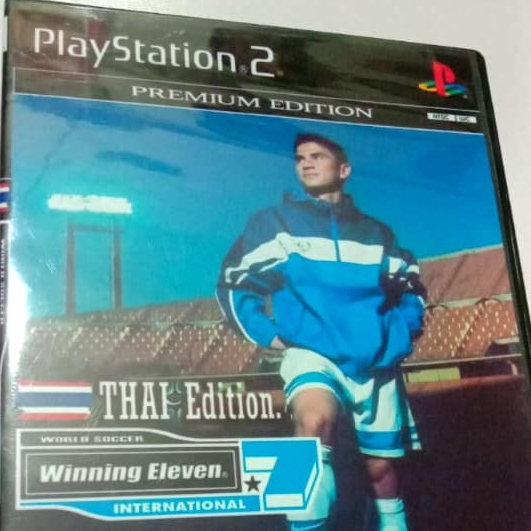 PlayStation®2
PREMIUM EDITION
NTSC U/C
THAI Edition.
WORLD SOCCER
Winning Eleven®
7
INTERNATIONAL